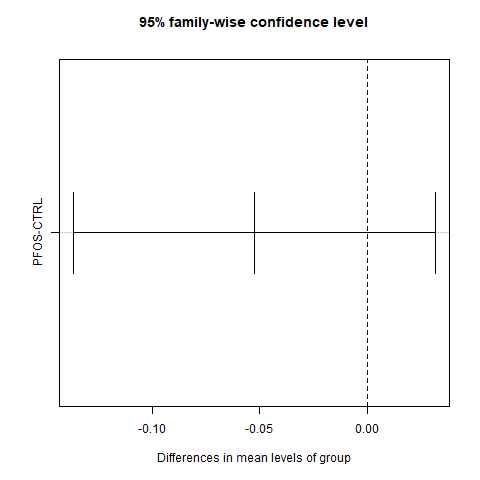 95% family-wise confidence level
PFOS-CTRL
-0.10
-0.05
0.00
Differences in mean levels of group